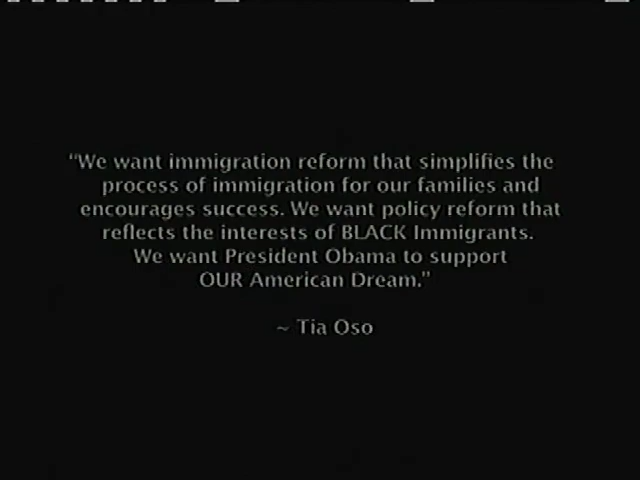 "We want immigration reform that simplifies the
process of immigration for our families and
encourages success. We want policy reform that
reflects the interests of BLACK Immigrants.
We want President Obama to support
OUR American Dream."
~ Tia Oso